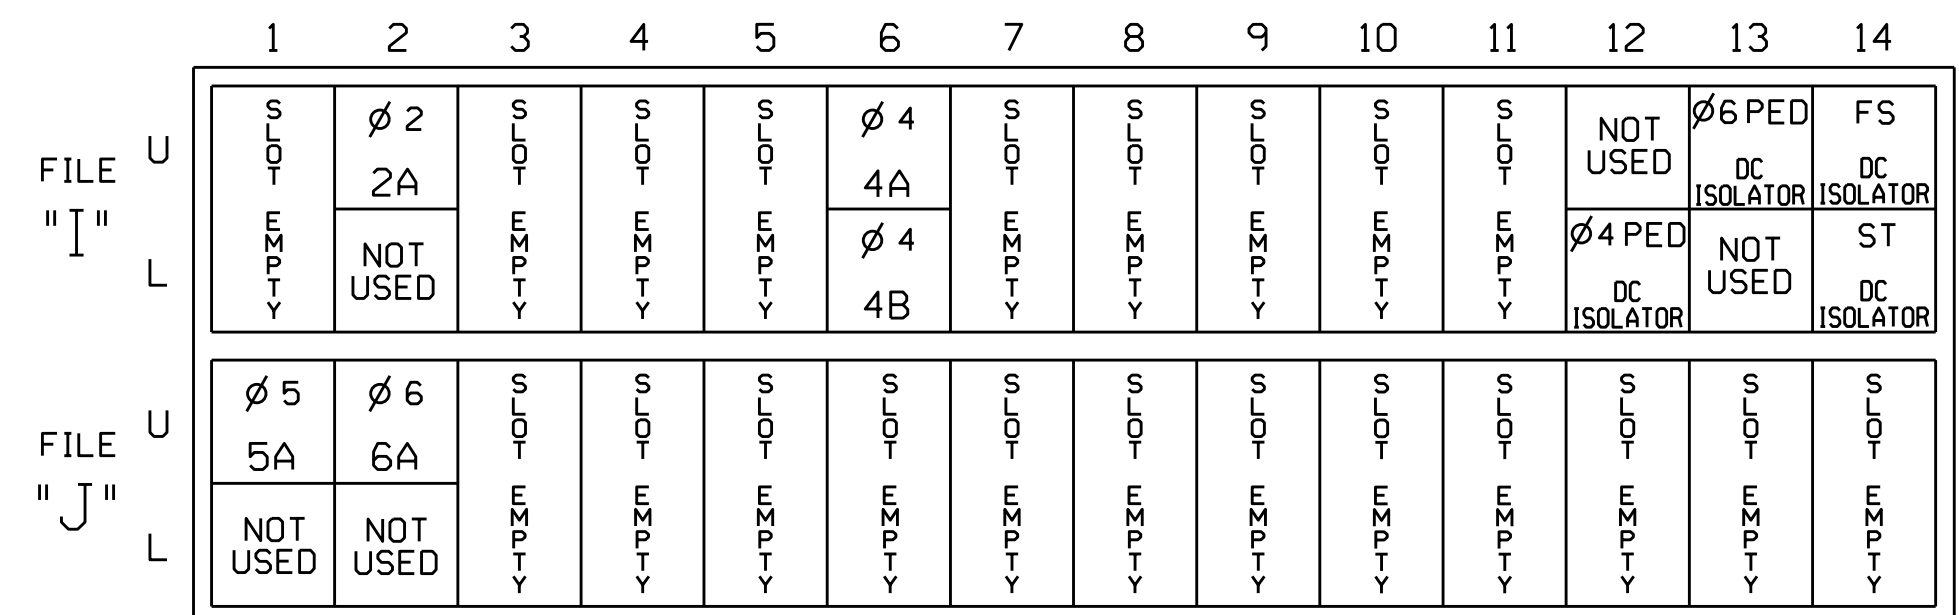 1 2 3 4 5 6 7 8 9 10 11 12 13 14
FILE "I"
U
L
SLOT EMPTY
Ø 2
2A
NOT USED
SLOT EMPTY
SLOT EMPTY
SLOT EMPTY
Ø 4
4A
Ø 4
4B
SLOT EMPTY
SLOT EMPTY
SLOT EMPTY
SLOT EMPTY
SLOT EMPTY
NOT USED
Ø4 PED
DC ISOLATOR
Ø6 PED
DC ISOLATOR
NOT USED
FS
DC ISOLATOR
ST
DC ISOLATOR
FILE "J"
U
L
Ø 5
5A
NOT USED
Ø 6
6A
NOT USED
SLOT EMPTY
SLOT EMPTY
SLOT EMPTY
SLOT EMPTY
SLOT EMPTY
SLOT EMPTY
SLOT EMPTY
SLOT EMPTY
SLOT EMPTY
SLOT EMPTY
SLOT EMPTY
SLOT EMPTY